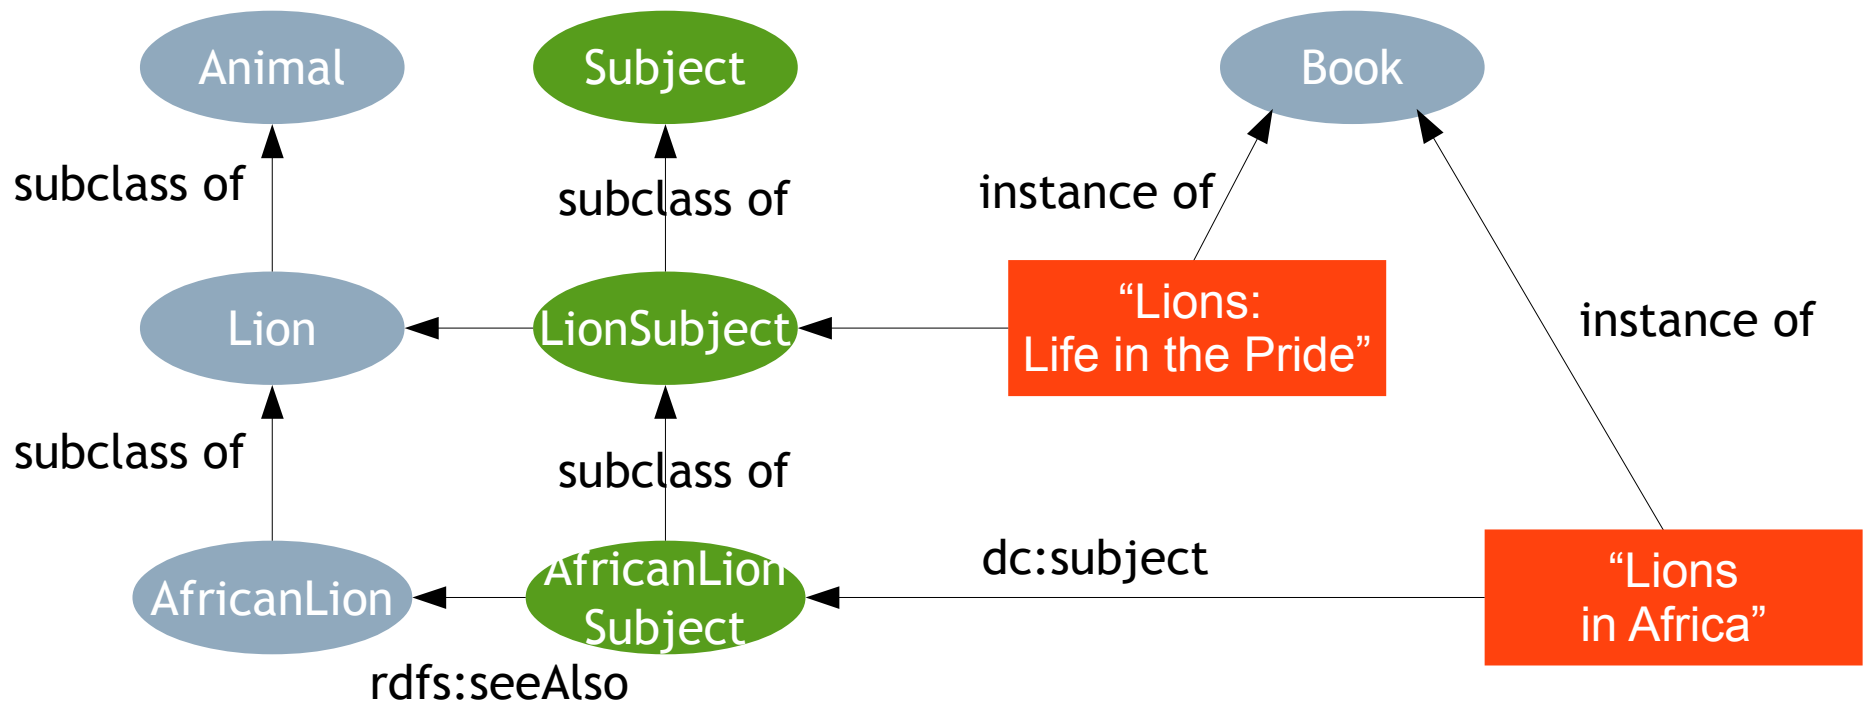 Animal
Subject
Book
subclass of
subclass of
instance of
Lion
LionSubject
“Lions:
Life in the Pride”
instance of
subclass of
subclass of
dc:subject
AfricanLion
AfricanLion
Subject
“Lions
in Africa”
rdfs:seeAlso